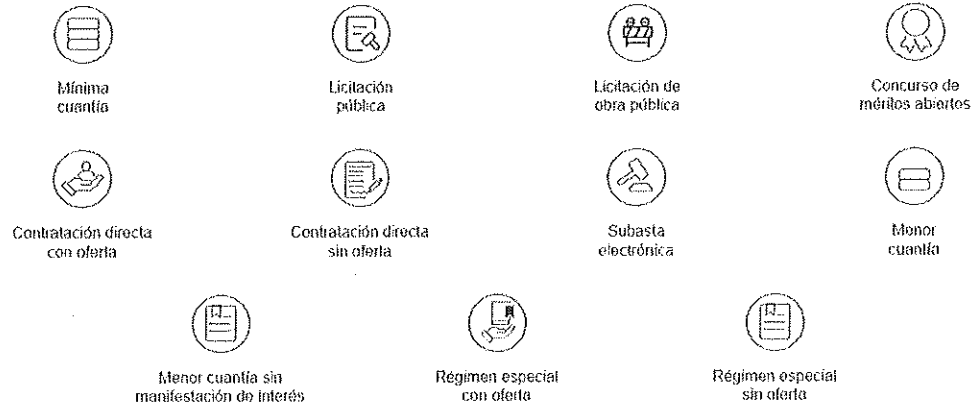 Mínima
cuantía
Licitación
pública
Licitación de
obra pública
Concurso de
méritos abiertos
Contratación directa
con oferta
Contratación directa
sin oferta
Subasta
electrónica
Menor
cuantía
Menor cuantía sin
manifestación de interés
Régimen especial
con oferta
Régimen especial
sin oferta